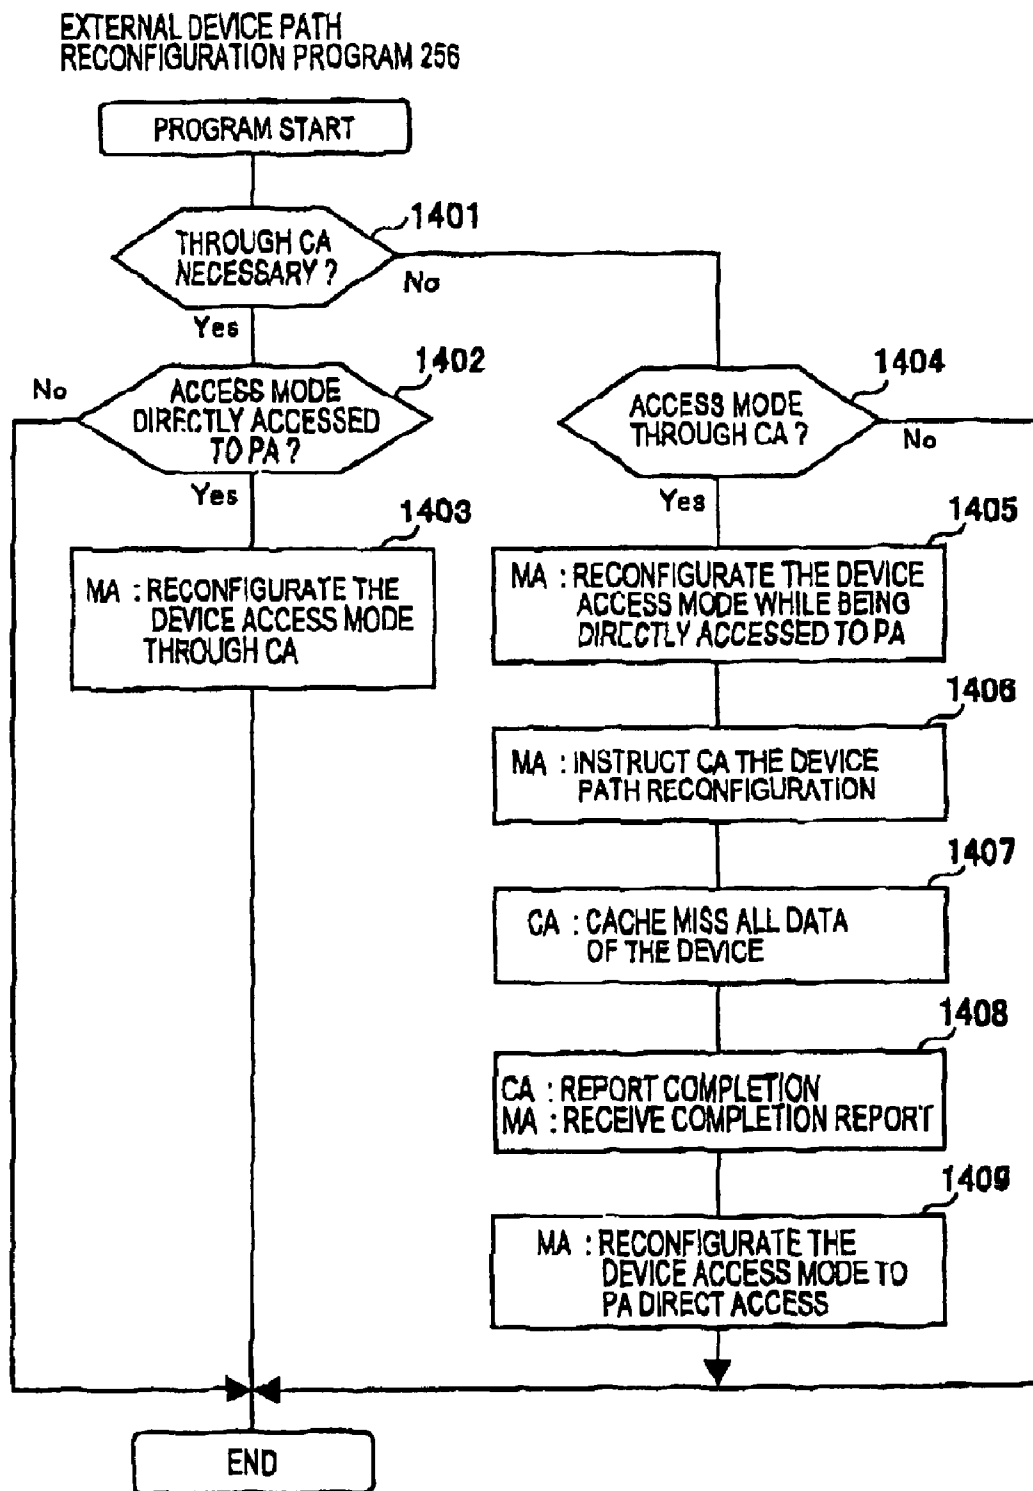 EXTERNAL DEVICE PATH
RECONFIGURATION PROGRAM 256
PROGRAM START
1401
THROUGH CA
NECESSARY ?
No
Yes
1402
No
ACCESS MODE
DIRECTLY ACCESSED
TO PA ?
Yes
1403
MA : RECONFIGURATE THE
DEVICE ACCESS MODE
THROUGH CA
1404
ACCESS MODE
THROUGH CA ?
No
Yes
1405
MA : RECONFIGURATE THE DEVICE
ACCESS MODE WHILE BEING
DIRECTLY ACCESSED TO PA
1406
MA : INSTRUCT CA THE DEVICE
PATH RECONFIGURATION
1407
CA : CACHE MISS ALL DATA
OF THE DEVICE
1408
CA : REPORT COMPLETION
MA : RECEIVE COMPLETION REPORT
1409
MA : RECONFIGURATE THE
DEVICE ACCESS MODE TO
PA DIRECT ACCESS
END